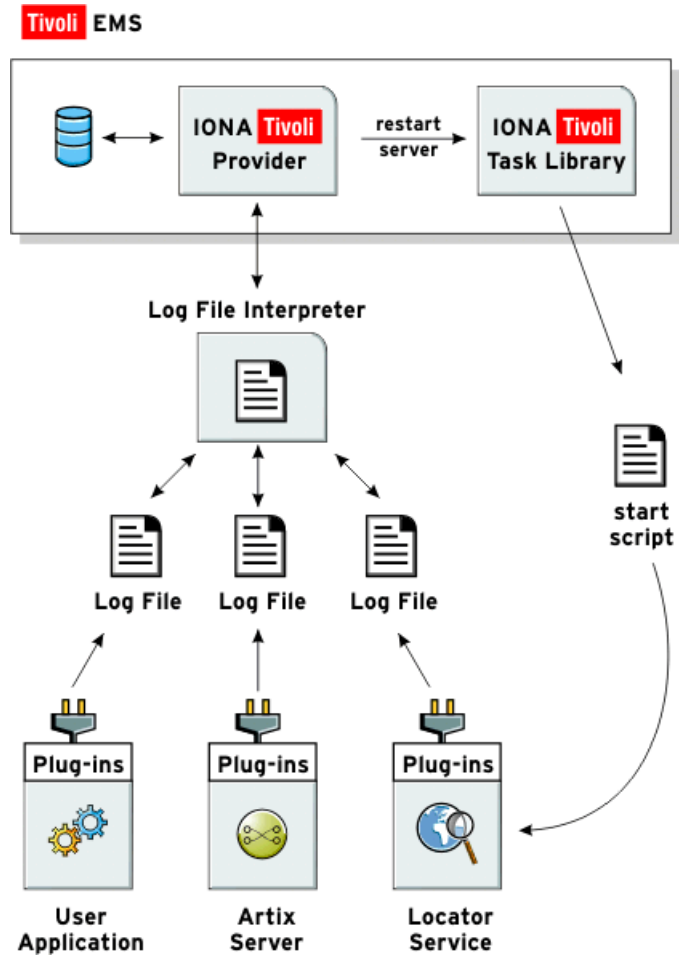 Tivoli EMS
IONA Tivoli
Provider
restart
server
IONA Tivoli
Task Library
Log File Interpreter
start
script
Log File
Log File
Log File
Plug-ins
Plug-ins
Plug-ins
User
Application
Artix
Server
Locator
Service